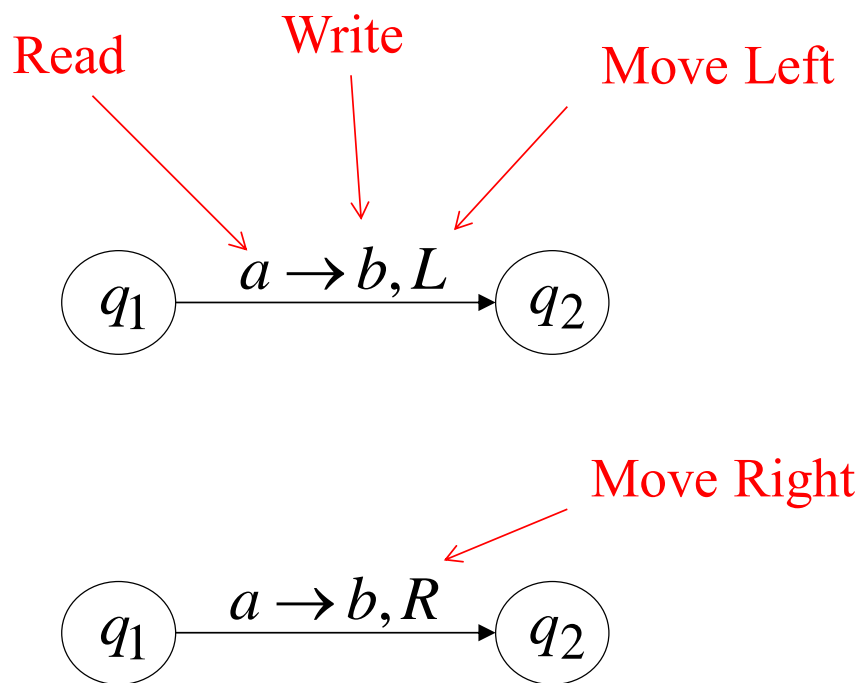 Read
Write
Move Left
a → b, L
q1
q2
Move Right
a → b, R
q1
q2